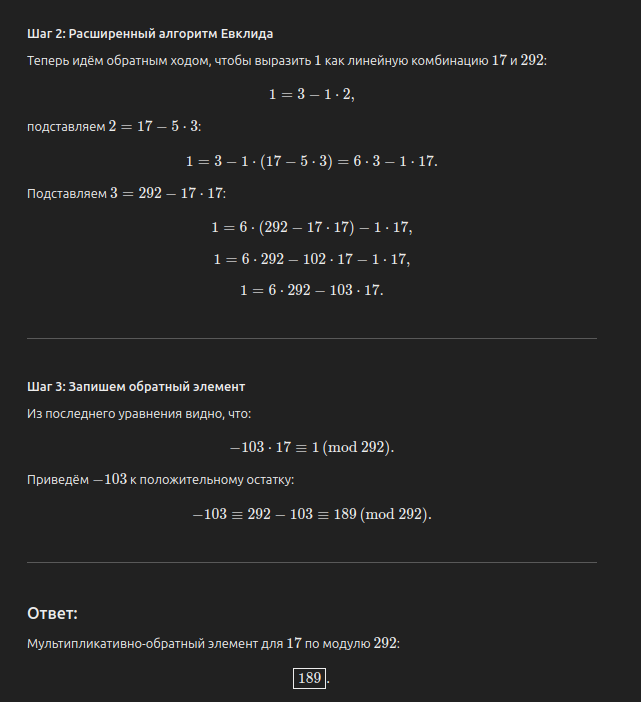 Шаг 2: Расширенный алгоритм Евклида
Теперь идём обратным ходом, чтобы выразить 1 как линейную комбинацию 17 и 292:
1 = 3 − 1 · 2,
подставляем 2 = 17 − 5 · 3:
1 = 3 − 1 · (17 − 5 · 3) = 6 · 3 − 1 · 17.
Подставляем 3 = 292 − 17 · 17:
1 = 6 · (292 − 17 · 17) − 1 · 17,
1 = 6 · 292 − 102 · 17 − 1 · 17,
1 = 6 · 292 − 103 · 17.
Шаг 3: Запишем обратный элемент
Из последнего уравнения видно, что:
−103 · 17 ≡ 1 (mod 292).
Приведём −103 к положительному остатку:
−103 ≡ 292 − 103 ≡ 189 (mod 292).
Ответ:
Мультипликативно-обратный элемент для 17 по модулю 292:
189.